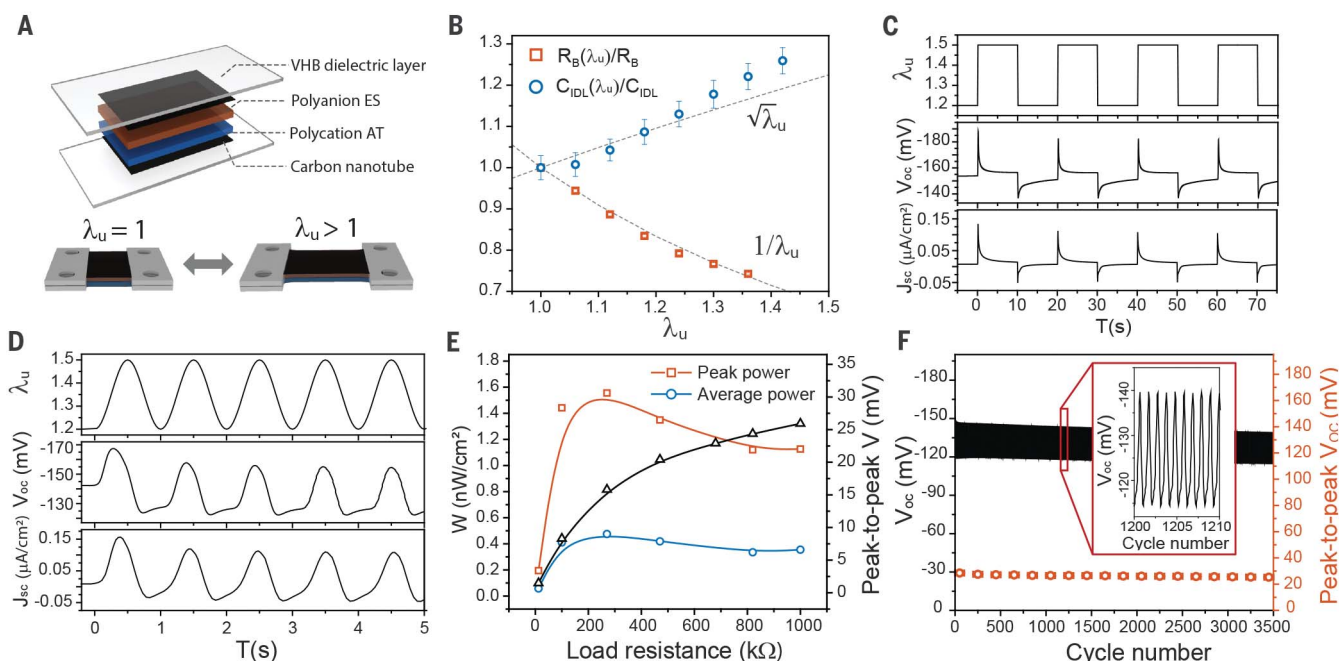 A
VHB dielectric layer
Polyanion ES
Polycation AT
Carbon nanotube
λu = 1
λu > 1
B
1.3
1.2
1.1
1.0
0.9
0.8
0.7
RB(λu)/RB
CIDL(λu)/CIDL
√λu
1/λu
1.0 1.1 1.2 1.3 1.4 1.5
λu
C
λu
1.5
1.2
Voc (mV)
-180
-160
-140
Jsc (μA/cm²)
0.15
0.05
-0.05
0 10 20 30 40 50 60 70
T(s)
D
λu
1.5
1.4
1.3
1.2
Voc (mV)
-170
-150
-130
Jsc (μA/cm²)
0.15
0.05
-0.05
0 1 2 3 4 5
T(s)
E
W (nW/cm²)
1.8
1.6
1.4
1.2
1.0
0.8
0.6
0.4
0.2
0.0
Peak power
Average power
35
30
25
20
15
10
5
0
Peak-to-peak V (mV)
0 200 400 600 800 1000
Load resistance (kΩ)
F
Voc (mV)
-180
-150
-120
-90
-60
-30
0
Voc (mV)
-140
-130
-120
1200 1205 1210
Cycle number
180
160
140
120
100
80
60
40
20
0
Peak-to-peak Voc (mV)
0 500 1000 1500 2000 2500 3000 3500
Cycle number